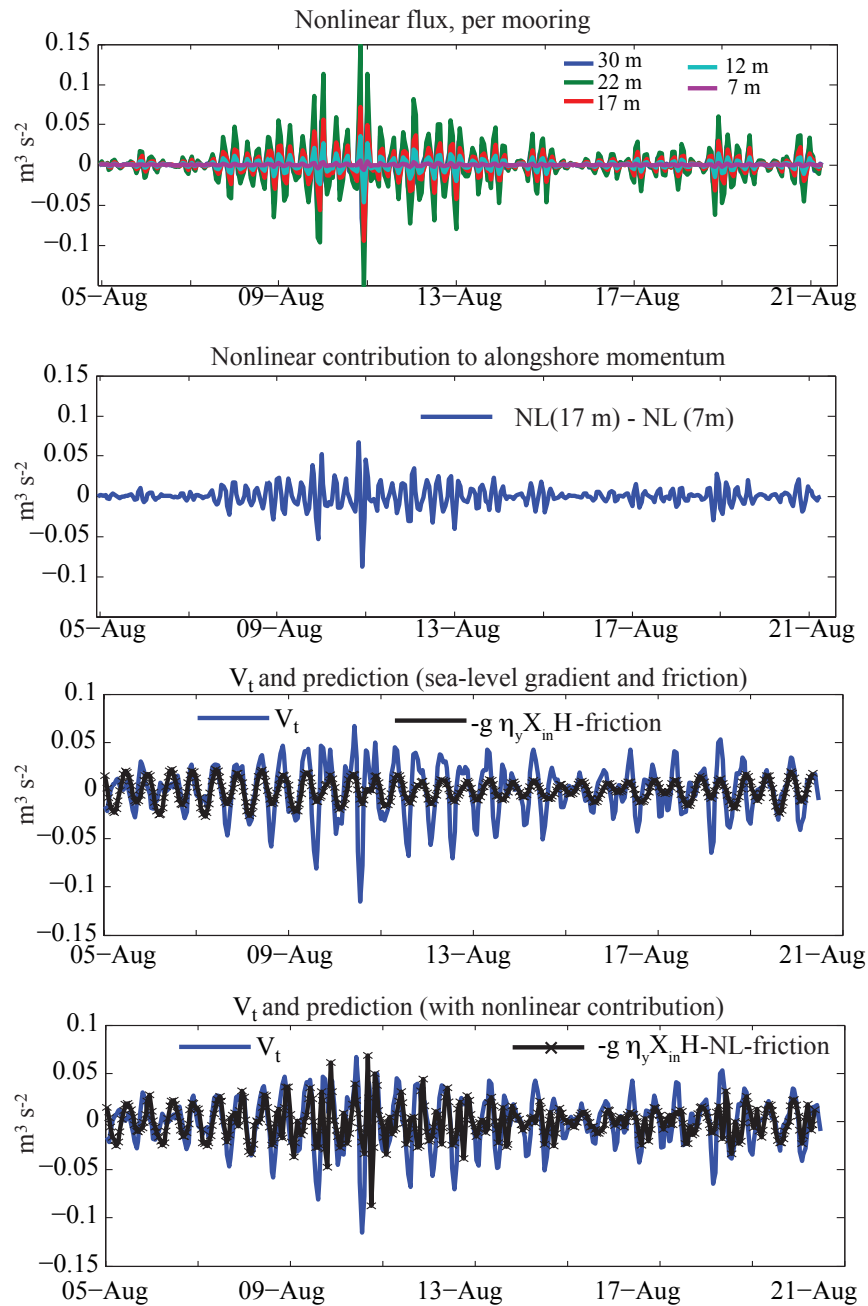 Nonlinear flux, per mooring
0.15
0.1
0.05
0
−0.05
−0.1
m³ s⁻²
30 m
22 m
17 m
12 m
7 m
05−Aug 09−Aug 13−Aug 17−Aug 21−Aug
Nonlinear contribution to alongshore momentum
0.15
0.1
0.05
0
−0.05
−0.1
m³ s⁻²
NL(17 m) - NL (7m)
05−Aug 09−Aug 13−Aug 17−Aug 21−Aug
V_t and prediction (sea-level gradient and friction)
0.1
0.05
0
−0.05
−0.1
−0.15
m³ s⁻²
V_t
-g η_yX_inH-friction
05−Aug 09−Aug 13−Aug 17−Aug 21−Aug
V_t and prediction (with nonlinear contribution)
0.1
0.05
0
−0.05
−0.1
0.15
m³ s⁻²
V_t
-g η_yX_inH-NL-friction
05−Aug 09−Aug 13−Aug 17−Aug 21−Aug